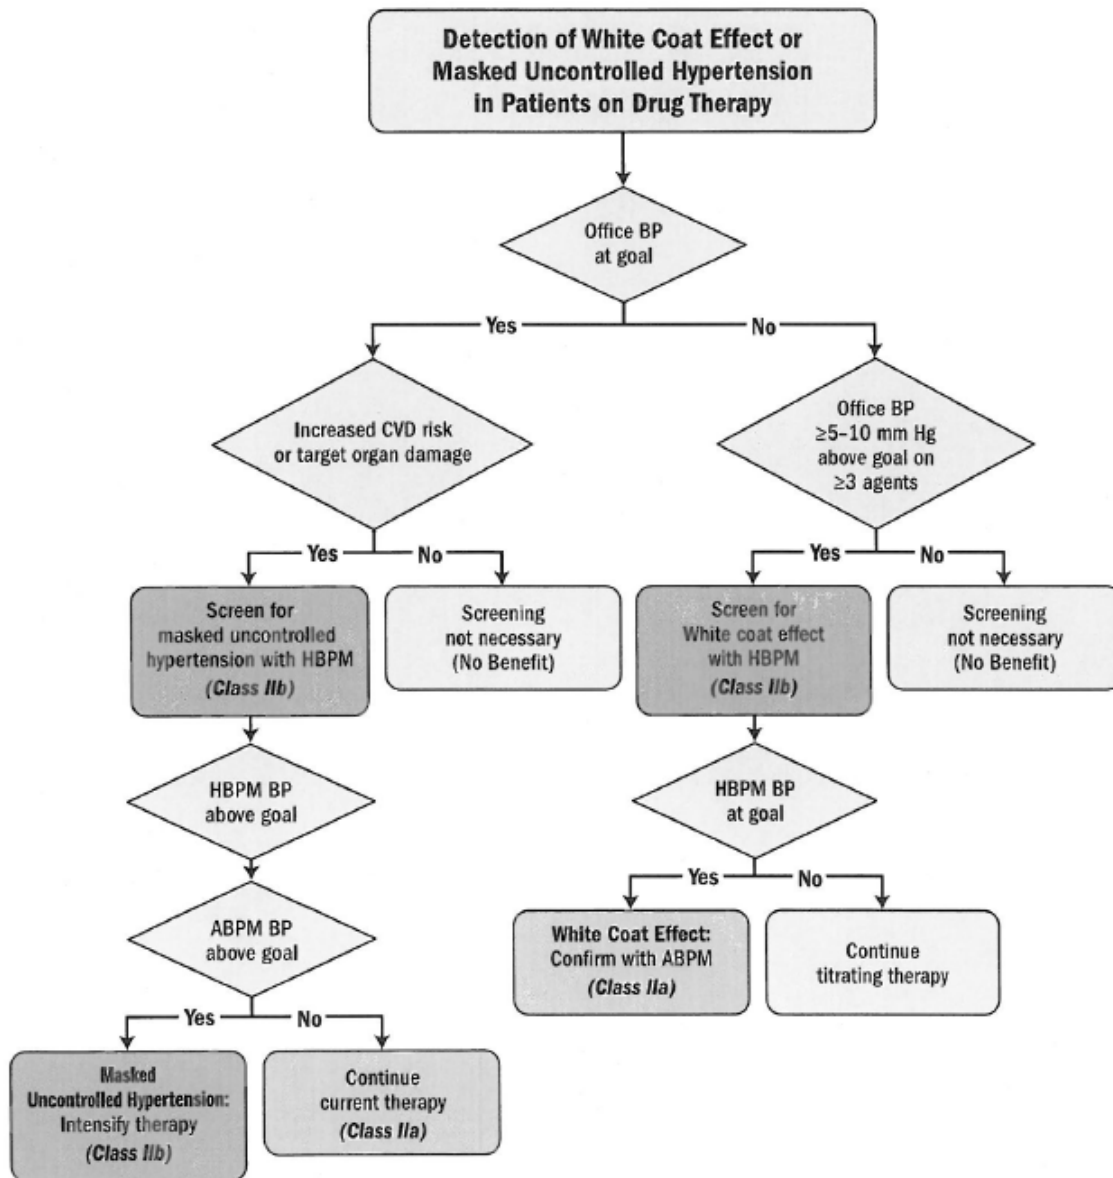 Detection of White Coat Effect or
Masked Uncontrolled Hypertension
in Patients on Drug Therapy
Office BP
at goal
Yes
No
Increased CVD risk
or target organ damage
Office BP
≥5–10 mm Hg
above goal on
≥3 agents
Yes
No
Yes
No
Screen for
masked uncontrolled
hypertension with HBPM
(Class IIb)
Screening
not necessary
(No Benefit)
Screen for
White coat effect
with HBPM
(Class IIb)
Screening
not necessary
(No Benefit)
HBPM BP
above goal
HBPM BP
at goal
Yes
No
ABPM BP
above goal
White Coat Effect:
Confirm with ABPM
(Class IIa)
Continue
titrating therapy
Yes
No
Masked
Uncontrolled Hypertension:
Intensify therapy
(Class IIb)
Continue
current therapy
(Class IIa)